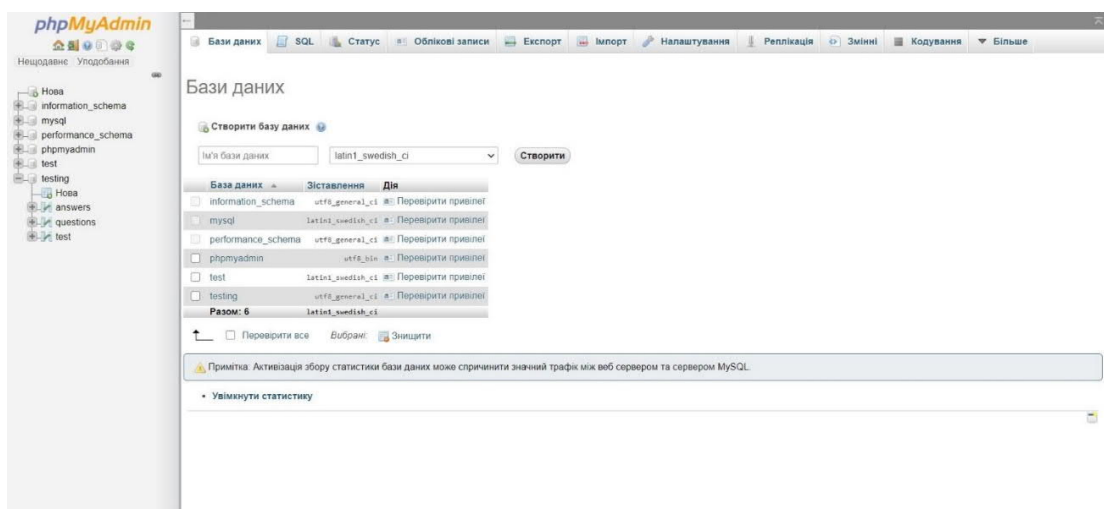 phpMyAdmin
Нещодавнє Уподобання
Нова
information_schema
mysql
performance_schema
phpmyadmin
test
testing
Нова
answers
questions
test
Бази даних SQL Статус Облікові записи Експорт Імпорт Налаштування Реплікація Змінні Кодування Більше
Бази даних
Створити базу даних
Ім'я бази даних latin1_swedish_ci Створити
База даних Зіставлення Дія
information_schema utf8_general_ci Перевірити привілеї
mysql latin1_swedish_ci Перевірити привілеї
performance_schema utf8_general_ci Перевірити привілеї
phpmyadmin utf8_bin Перевірити привілеї
test latin1_swedish_ci Перевірити привілеї
testing utf8_general_ci Перевірити привілеї
Разом: 6 latin1_swedish_ci
Перевірити все Вибрані: Знищити
Примітка: Активізація збору статистики бази даних може спричинити значний трафік між веб сервером та сервером MySQL.
• Увімкнути статистику